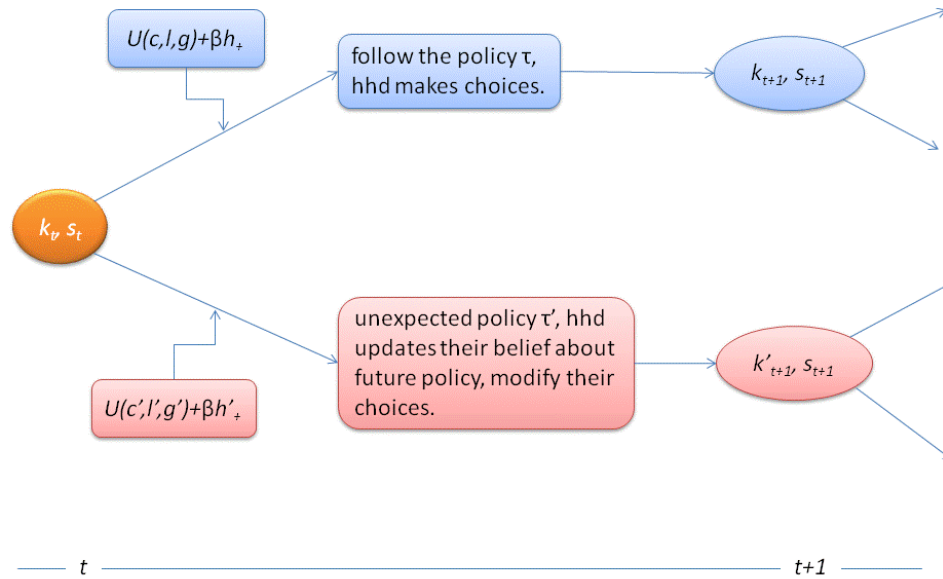 U(c,l,g)+βh₊
follow the policy τ,
hhd makes choices.
kₜ₊₁, sₜ₊₁
kₜ, sₜ
unexpected policy τ’, hhd
updates their belief about
future policy, modify their
choices.
k’ₜ₊₁, sₜ₊₁
U(c’,l’,g’)+βh’₊
t
t+1